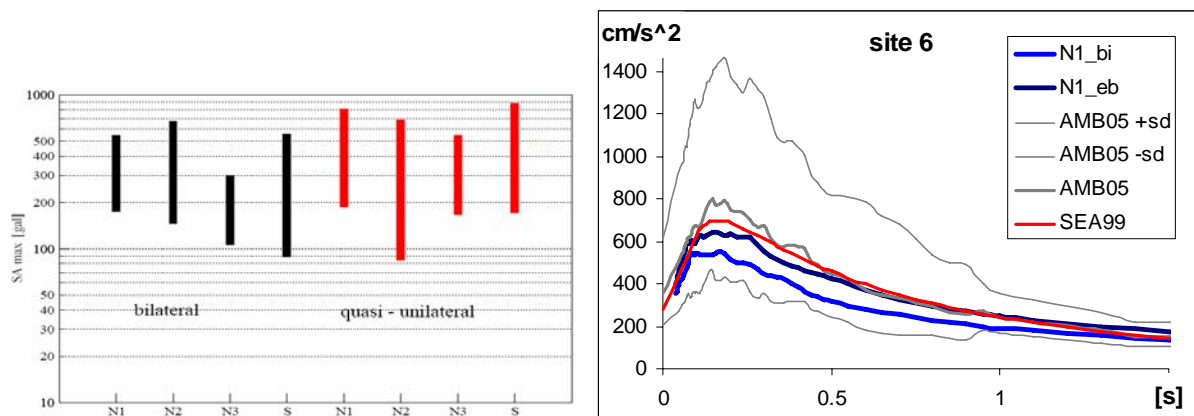 1000
500
400
300
200
100
50
40
30
20
10
SA max [gal]
bilateral
quasi - unilateral
N1 N2 N3 S N1 N2 N3 S
cm/s^2
site 6
1400
1200
1000
800
600
400
200
0
0 0.5 1 [s]
N1_bi
N1_eb
AMB05 +sd
AMB05 -sd
AMB05
SEA99